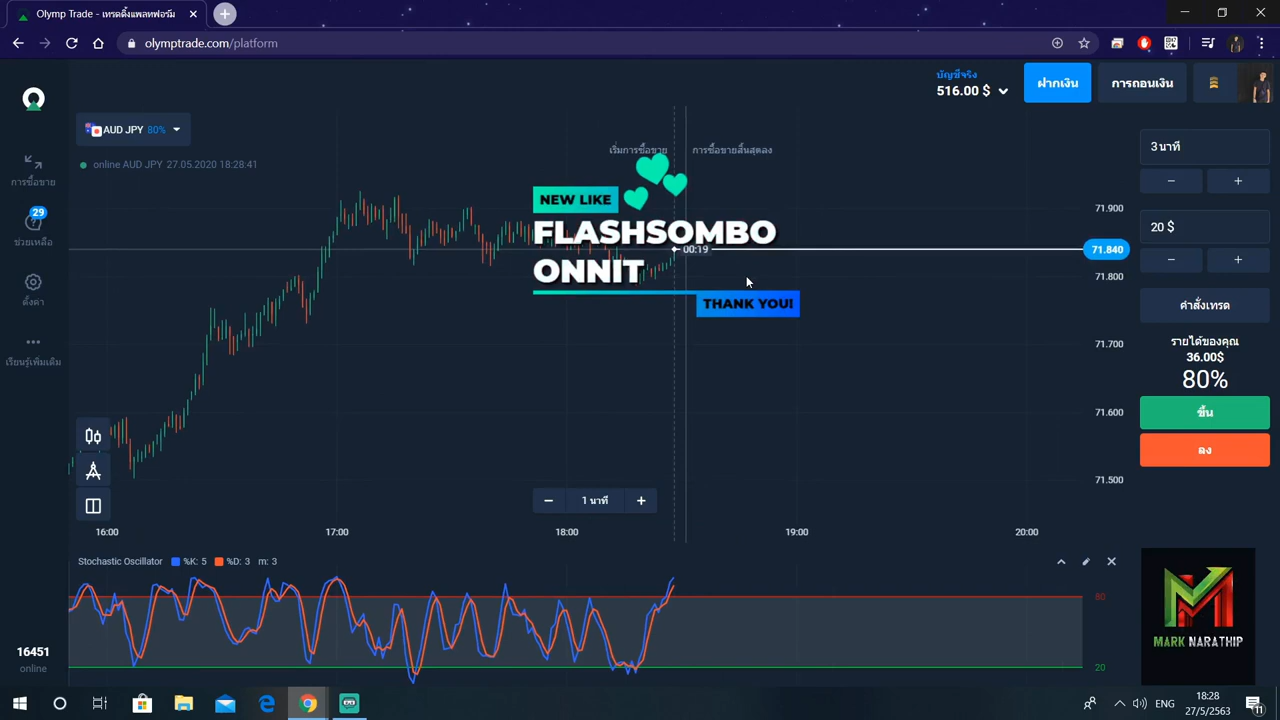 Olymp Trade - เทรดดิ้งแพลทฟอร์ม
olymptrade.com/platform
บัญชีจริง
516.00 $
ฝากเงิน
การถอนเงิน
AUD JPY 80%
online AUD JPY 27.05.2020 18:28:41
เริ่มการซื้อขาย
การซื้อขายสิ้นสุดลง
การซื้อขาย
29
ช่วยเหลือ
ตั้งค่า
เรียนรู้เพิ่มเติม
NEW LIKE
FLASHSOMBO
ONNIT
THANK YOU!
00:19
71.900
71.840
71.800
71.700
71.600
71.500
3 นาที
20 $
คำสั่งเทรด
รายได้ของคุณ
36.00$
80%
ขึ้น
ลง
1 นาที
16:00
17:00
18:00
19:00
20:00
Stochastic Oscillator %K: 5 %D: 3 m: 3
80
20
MARK NARATHIP
16451
online
ENG
18:28
27/5/2563
11